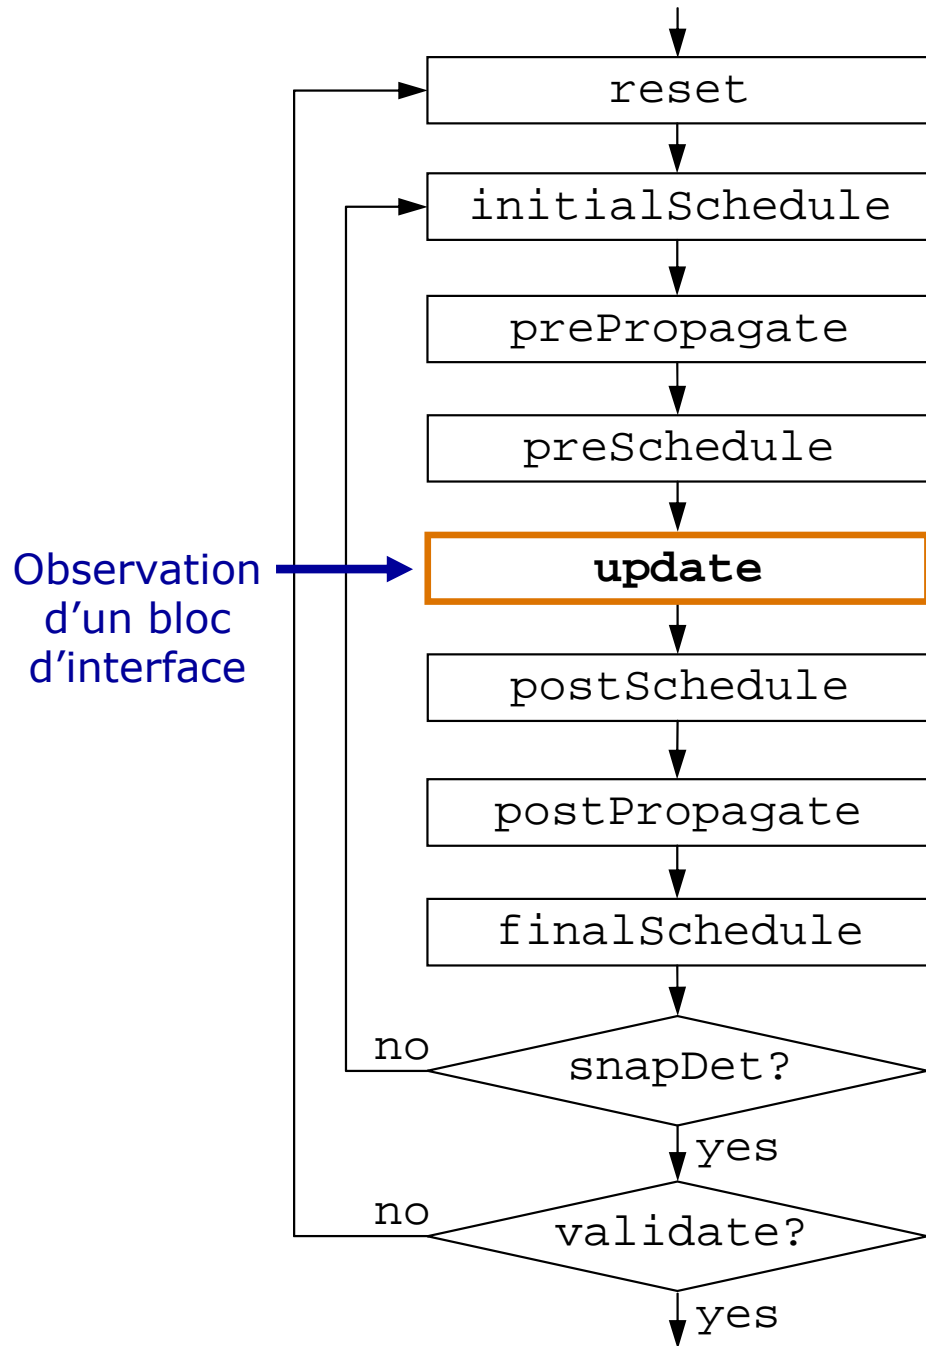 reset
initialSchedule
prePropagate
preSchedule
Observation
d’un bloc
d’interface
update
postSchedule
postPropagate
finalSchedule
no
snapDet?
yes
no
validate?
yes